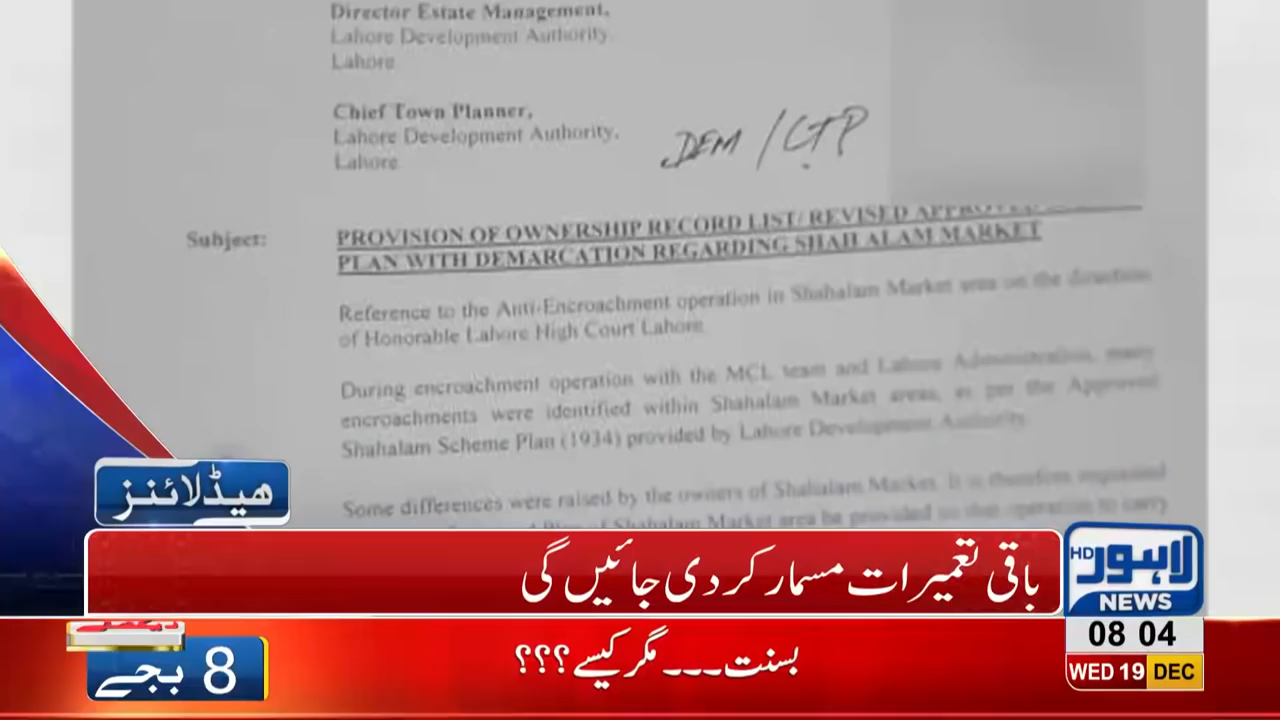 Director Estate Management,
Lahore Development Authority,
Lahore
Chief Town Planner,
Lahore Development Authority,
Lahore
DEM / CTP
Subject:
PROVISION OF OWNERSHIP RECORD LIST/ REVISED APPROVED
PLAN WITH DEMARCATION REGARDING SHAH ALAM MARKET
Reference to the Anti-Encroachment operation in Shahalam Market area on the direction
of Honorable Lahore High Court Lahore.
During encroachment operation with the MCL team and Lahore Administration, many
encroachments were identified within Shahalam Market areas, as per the Approved
Shahalam Scheme Plan (1934) provided by Lahore Development Authority.
Some differences were raised by the owners of Shahalam Market. It is therefore requested
Plan of Shahalam Market area be provided so that operation to carry
ھیڈلائنز
باقی تعمیرات مسمار کردی جائیں گی
HD لاہور
NEWS
08 04
WED 19 DEC
بسنت ۔۔۔ مگر کیسے ؟؟؟
8 بجے